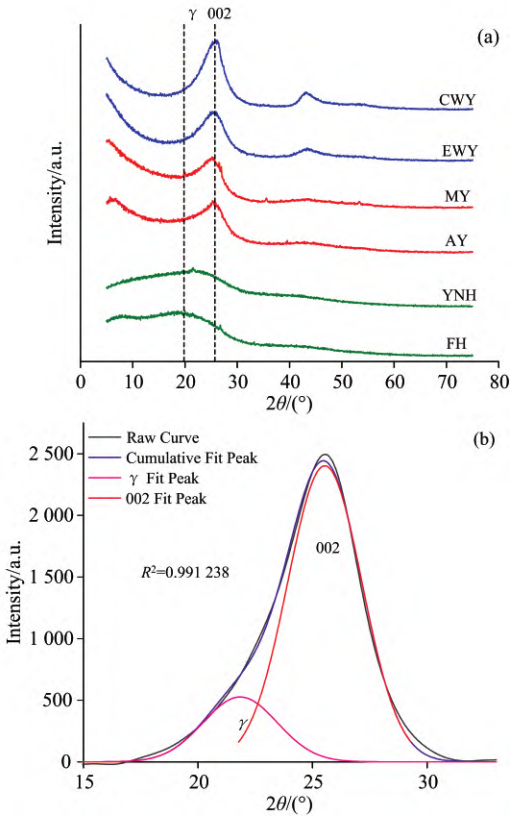 γ 002
(a)
CWY
EWY
MY
AY
YNH
FH
Intensity/a.u.
0 10 20 30 40 50 60 70 80
2θ/(°)
(b)
Raw Curve
Cumulative Fit Peak
γ Fit Peak
002 Fit Peak
R²=0.991 238
002
γ
2 500
2 000
1 500
1 000
500
0
Intensity/a.u.
15 20 25 30
2θ/(°)